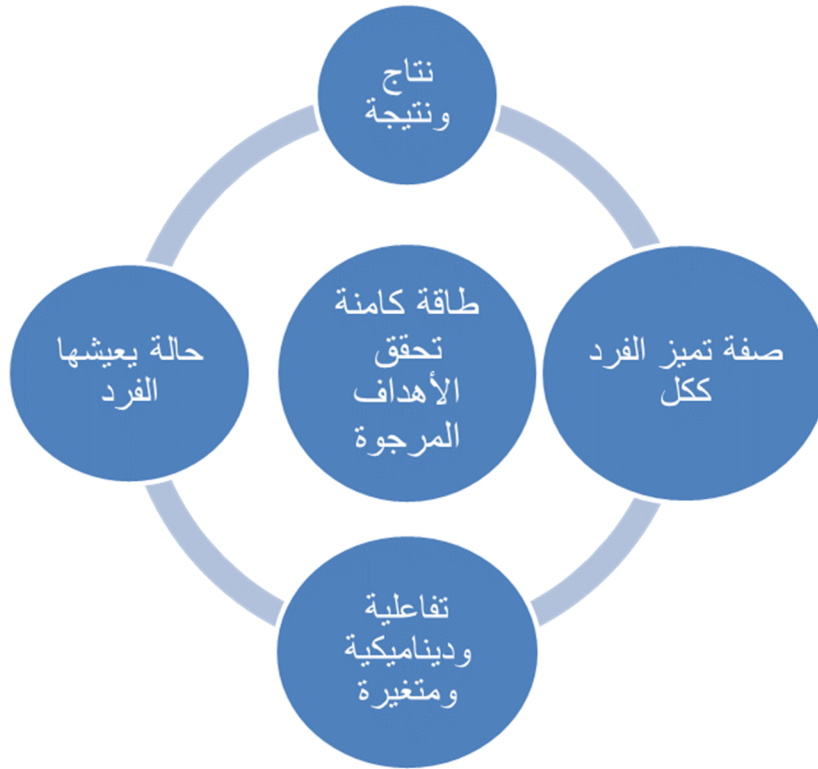 نتاج
ونتيجة
صفة تميز الفرد
ككل
طاقة كامنة
تحقق
الأهداف
المرجوة
حالة يعيشها
الفرد
تفاعلية
وديناميكية
ومتغيرة